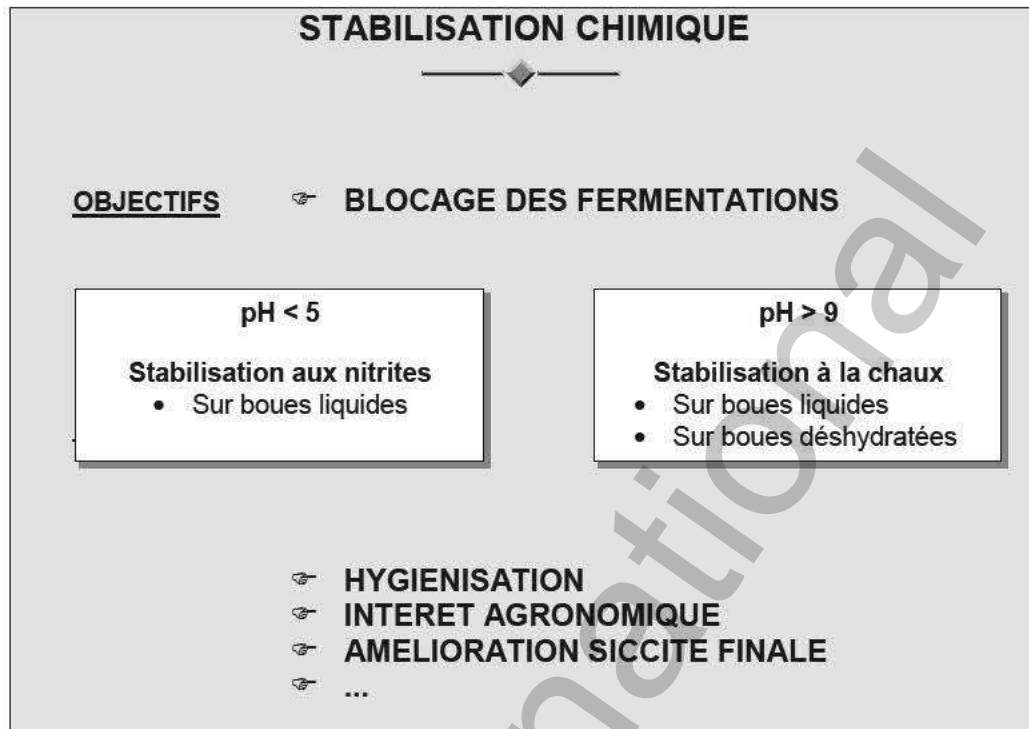 STABILISATION CHIMIQUE
OBJECTIFS ☞ BLOCAGE DES FERMENTATIONS
pH < 5
Stabilisation aux nitrites
• Sur boues liquides
pH > 9
Stabilisation à la chaux
• Sur boues liquides
• Sur boues déshydratées
☞ HYGIENISATION
☞ INTERET AGRONOMIQUE
☞ AMELIORATION SICCITE FINALE
☞ ...
national